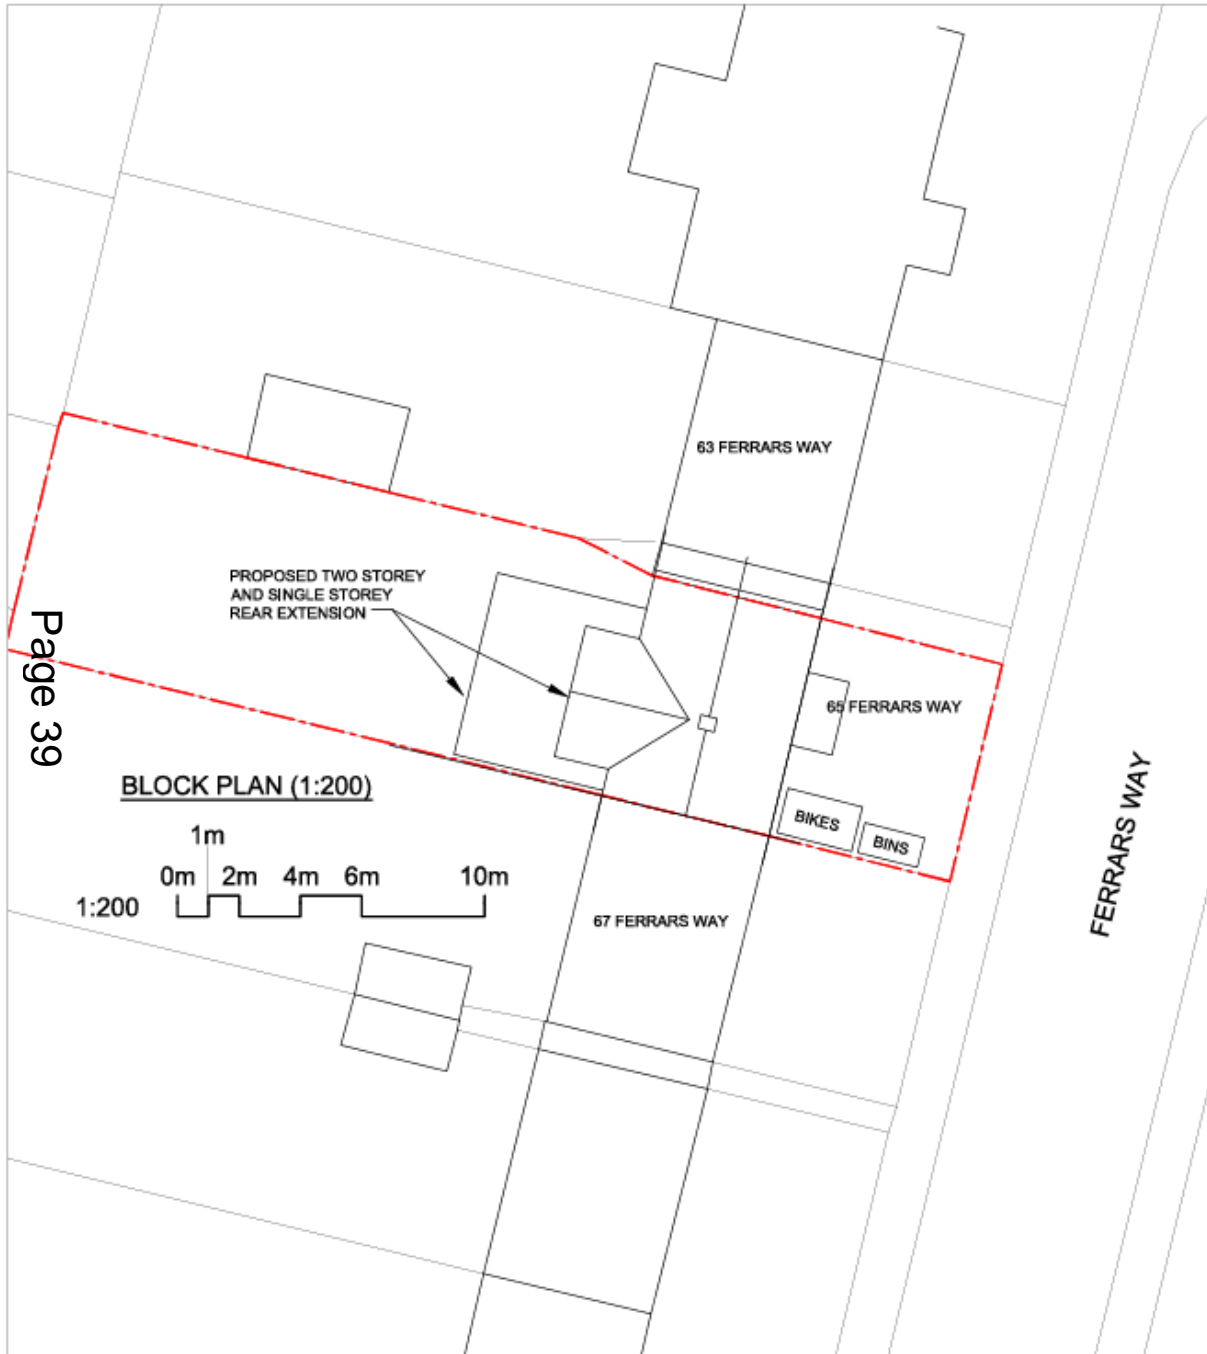 63 FERRARS WAY
PROPOSED TWO STOREY
AND SINGLE STOREY
REAR EXTENSION
65 FERRARS WAY
Page 39
BLOCK PLAN (1:200)
BIKES
BINS
FERRARS WAY
1m
0m 2m 4m 6m 10m
1:200
67 FERRARS WAY